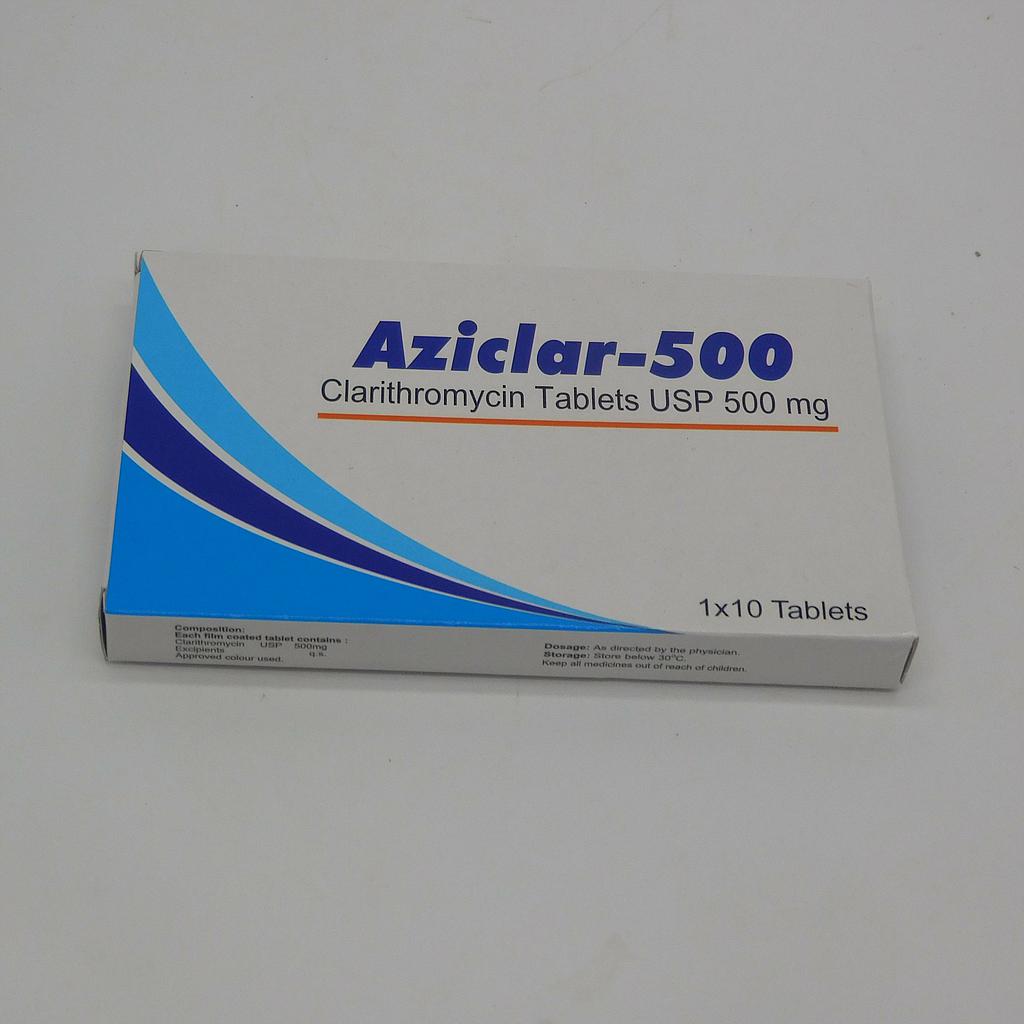 Aziclar-500
Clarithromycin Tablets USP 500 mg
1x10 Tablets
Composition:
Each film coated tablet contains :
Clarithromycin USP 500mg
Excipients q.s.
Approved colour used.
Dosage: As directed by the physician.
Storage: Store below 30°C.
Keep all medicines out of reach of children.